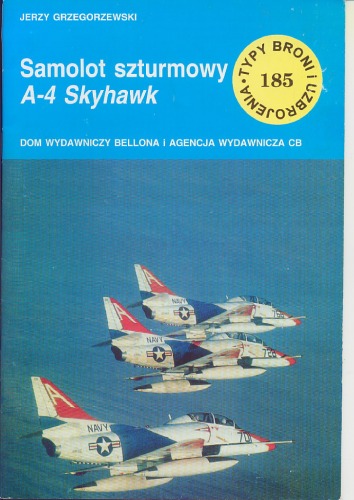 JERZY GRZEGORZEWSKI
Samolot szturmowy
A-4 Skyhawk
TYPY BRONI i UZBROJENIA •
185
DOM WYDAWNICZY BELLONA i AGENCJA WYDAWNICZA CB
A
NAVY
A
NAVY
A
NAVY